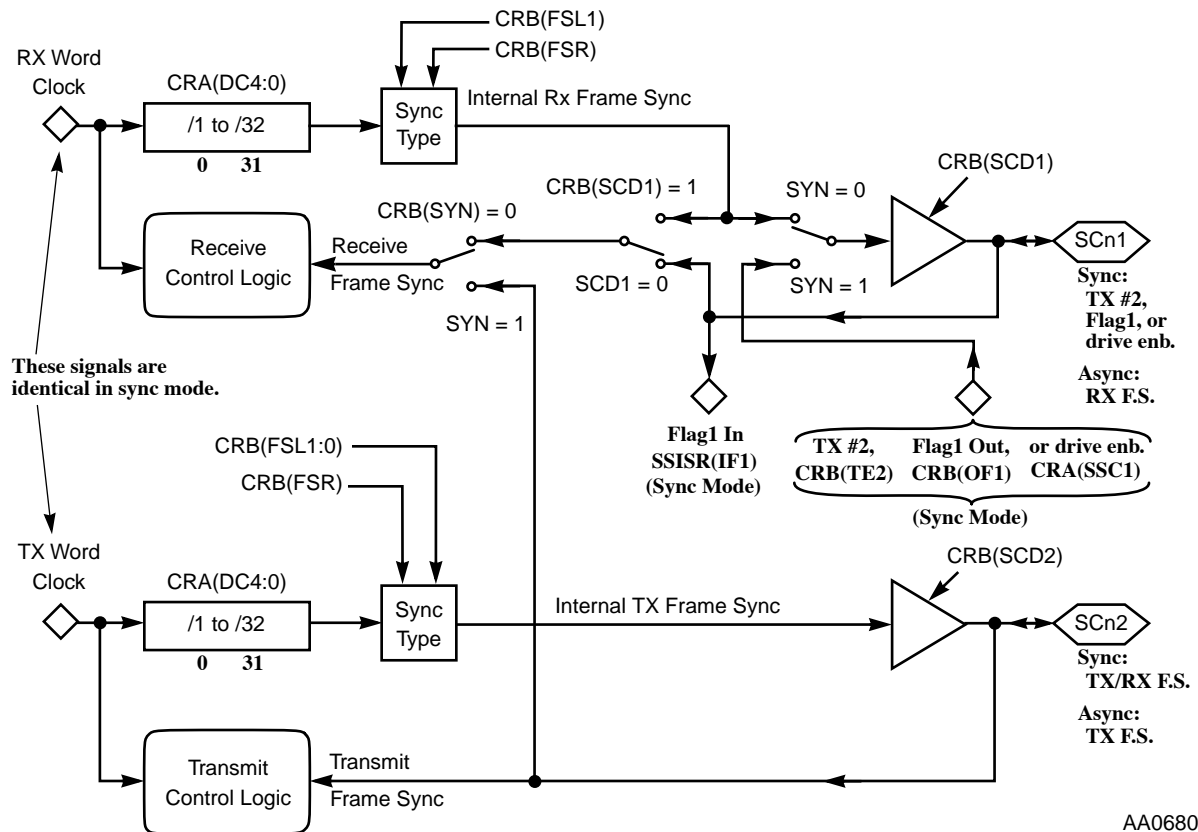 CRB(FSL1)
CRB(FSR)
RX Word
Clock
CRA(DC4:0)
/1 to /32
0 31
Sync
Type
Internal Rx Frame Sync
CRB(SCD1)
CRB(SCD1) = 1
SYN = 0
CRB(SYN) = 0
Receive
Control Logic
Receive
Frame Sync
SCD1 = 0
SYN = 1
SYN = 1
SCn1
Sync:
TX #2,
Flag1, or
drive enb.
Async:
RX F.S.
These signals are
identical in sync mode.
Flag1 In
SSISR(IF1)
(Sync Mode)
TX #2,
CRB(TE2)
Flag1 Out,
CRB(OF1)
or drive enb.
CRA(SSC1)
(Sync Mode)
CRB(FSL1:0)
CRB(FSR)
TX Word
Clock
CRA(DC4:0)
/1 to /32
0 31
Sync
Type
Internal TX Frame Sync
CRB(SCD2)
SCn2
Sync:
TX/RX F.S.
Async:
TX F.S.
Transmit
Control Logic
Transmit
Frame Sync
AA0680